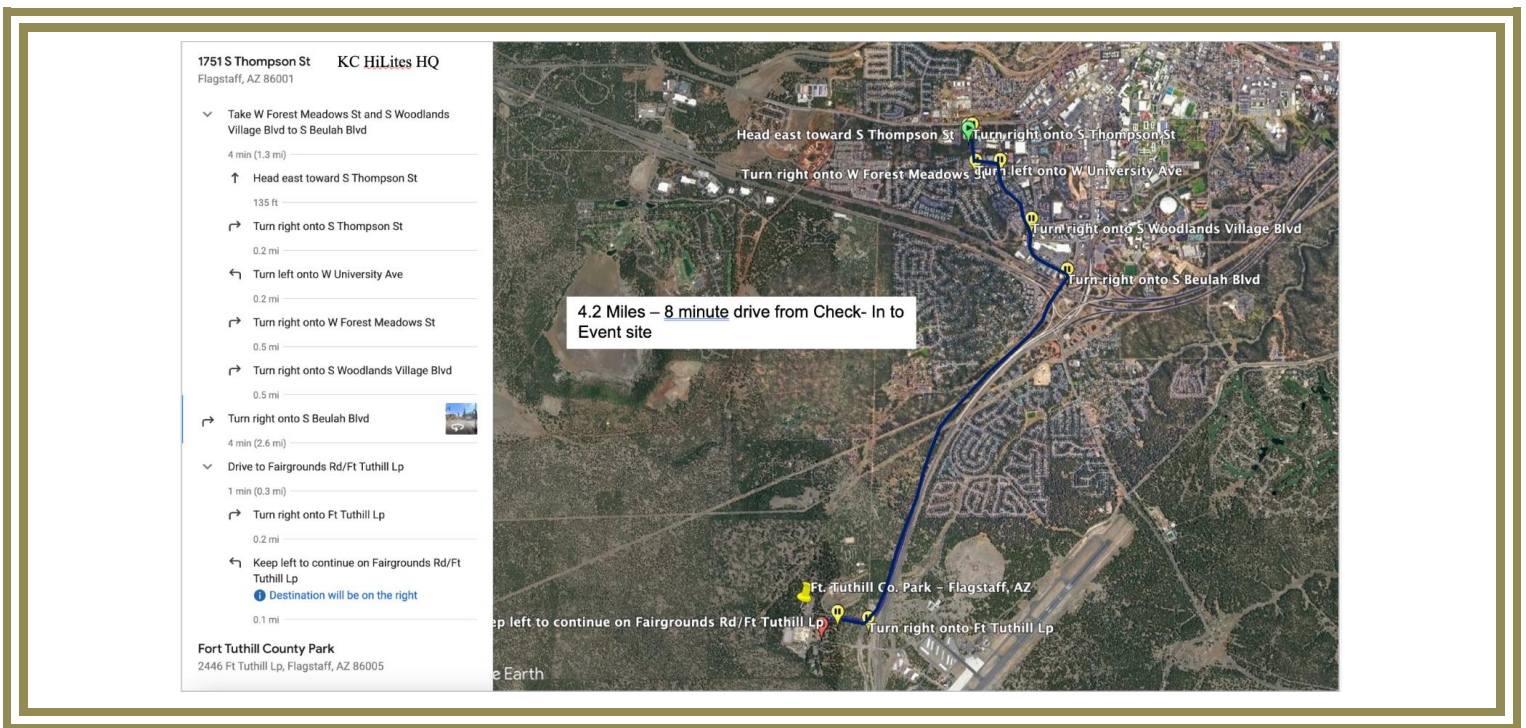 1751 S Thompson St KC HiLites HQ
Flagstaff, AZ 86001
Take W Forest Meadows St and S Woodlands
Village Blvd to S Beulah Blvd
4 min (1.3 mi)
Head east toward S Thompson St
135 ft
Turn right onto S Thompson St
0.2 mi
Turn left onto W University Ave
0.2 mi
Turn right onto W Forest Meadows St
0.5 mi
Turn right onto S Woodlands Village Blvd
0.5 mi
Turn right onto S Beulah Blvd
4 min (2.6 mi)
Drive to Fairgrounds Rd/Ft Tuthill Lp
1 min (0.3 mi)
Turn right onto Ft Tuthill Lp
0.2 mi
Keep left to continue on Fairgrounds Rd/Ft
Tuthill Lp
Destination will be on the right
0.1 mi
Fort Tuthill County Park
2446 Ft Tuthill Lp, Flagstaff, AZ 86005
Head east toward S Thompson St
Turn right onto S Thompson St
Turn right onto W Forest Meadows St
Turn left onto W University Ave
Turn right onto S Woodlands Village Blvd
Turn right onto S Beulah Blvd
4.2 Miles – 8 minute drive from Check- In to
Event site
Ft. Tuthill Co. Park – Flagstaff, AZ
ep left to continue on Fairgrounds Rd/Ft Tuthill Lp
Turn right onto Ft Tuthill Lp
e Earth